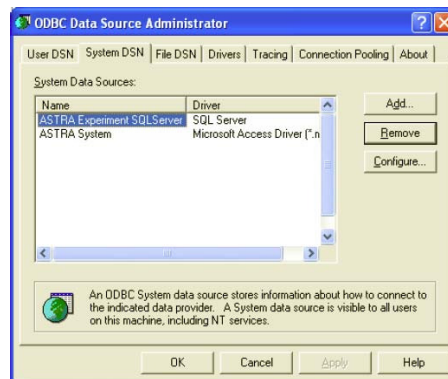 ODBC Data Source Administrator
User DSN System DSN File DSN Drivers Tracing Connection Pooling About
System Data Sources:
Name Driver
ASTRA Experiment SQLServer SQL Server
ASTRA System Microsoft Access Driver (*.n
Add...
Remove
Configure...
An ODBC System data source stores information about how to connect to
the indicated data provider. A System data source is visible to all users
on this machine, including NT services.
OK Cancel Apply Help